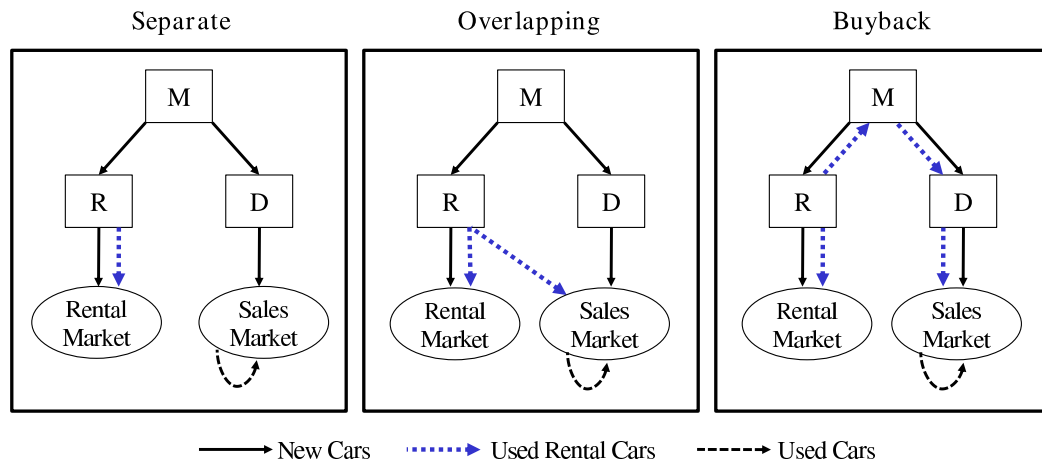 Separate
Overlapping
Buyback
M
R
D
Rental
Market
Sales
Market
M
R
D
Rental
Market
Sales
Market
M
R
D
Rental
Market
Sales
Market
New Cars
Used Rental Cars
Used Cars